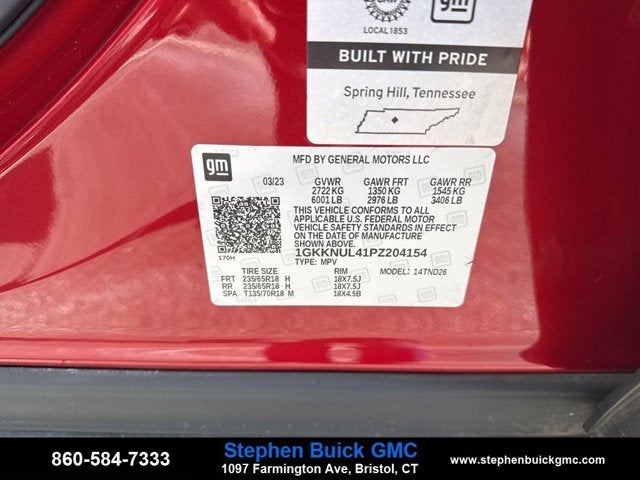 UAW
gm
LOCAL 1853
BUILT WITH PRIDE
Spring Hill, Tennessee
gm
MFD BY GENERAL MOTORS LLC
03/23 GVWR GAWR FRT GAWR RR
2722 KG 1350 KG 1545 KG
6001 LB 2976 LB 3406 LB
THIS VEHICLE CONFORMS TO ALL
APPLICABLE U.S. FEDERAL MOTOR
VEHICLE SAFETY STANDARDS IN EFFECT
ON THE DATE OF MANUFACTURE
SHOWN ABOVE.
1GKKNUL41PZ204154
TYPE: MPV
170H
TIRE SIZE RIM MODEL: 14TND26
FRT 235/65R18 H 18X7.5J
RR 235/65R18 H 18X7.5J
SPA T135/70R18 M 18X4.5B
860-584-7333
Stephen Buick GMC
1097 Farmington Ave, Bristol, CT
www.stephenbuickgmc.com